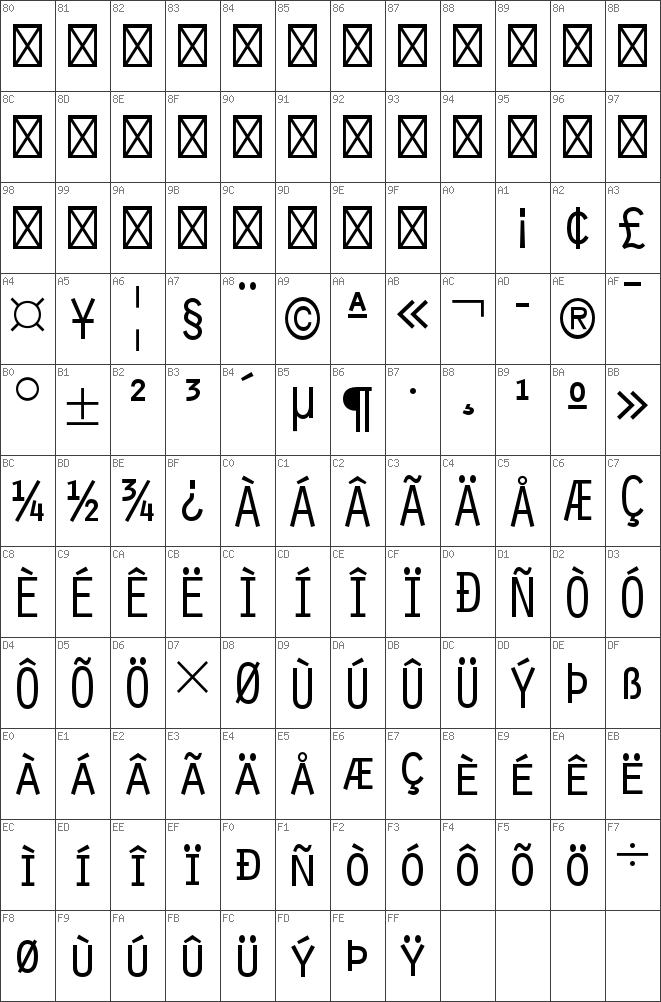 80 81 82 83 84 85 86 87 88 89 8A 8B
8C 8D 8E 8F 90 91 92 93 94 95 96 97
98 99 9A 9B 9C 9D 9E 9F A0 A1 A2 A3
¡ ¢ £
A4 A5 A6 A7 A8 A9 AA AB AC AD AE AF
¤ ¥ ¦ § ¨ © ª « ¬ - ® ¯
B0 B1 B2 B3 B4 B5 B6 B7 B8 B9 BA BB
° ± ² ³ ´ µ ¶ · ¸ ¹ º »
BC BD BE BF C0 C1 C2 C3 C4 C5 C6 C7
¼ ½ ¾ ¿ À Á Â Ã Ä Å Æ Ç
C8 C9 CA CB CC CD CE CF D0 D1 D2 D3
È É Ê Ë Ì Í Î Ï Ð Ñ Ò Ó
D4 D5 D6 D7 D8 D9 DA DB DC DD DE DF
Ô Õ Ö × Ø Ù Ú Û Ü Ý Þ ß
E0 E1 E2 E3 E4 E5 E6 E7 E8 E9 EA EB
À Á Â Ã Ä Å Æ Ç È É Ê Ë
EC ED EE EF F0 F1 F2 F3 F4 F5 F6 F7
Ì Í Î Ï Ð Ñ Ò Ó Ô Õ Ö ÷
F8 F9 FA FB FC FD FE FF
Ø Ù Ú Û Ü Ý Þ Ÿ